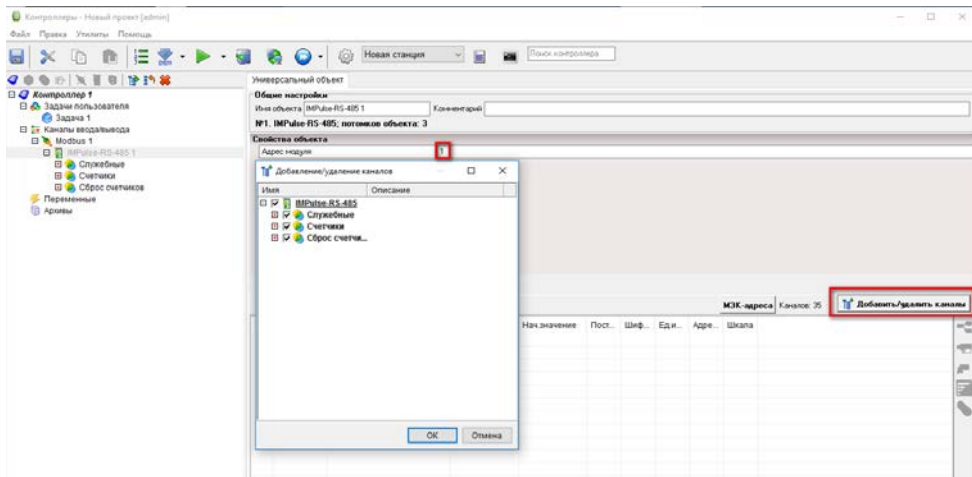 Контроллеры - Новый проект [admin]
Файл Правка Утилиты Помощь
Новая станция
Поиск контроллера
Контроллер 1
Задачи пользователя
Задача 1
Каналы ввода/вывода
Modbus 1
IMPulse-RS-485 1
Служебные
Счетчики
Сброс счетчиков
Переменные
Архивы
Универсальный объект
Общие настройки
Имя объекта IMPulse-RS-485 1 Комментарий
№1. IMPulse-RS-485; потомков объекта: 3
Свойства объекта
Адрес модуля 1
Добавление/удаление каналов
Имя Описание
IMPulse-RS-485
Служебные
Счетчики
Сброс счетчи...
OK Отмена
МЭК-адреса Каналов: 35 Добавить/удалить каналы
Нач.значение Пост... Шиф... Ед.и... Адре... Шкала